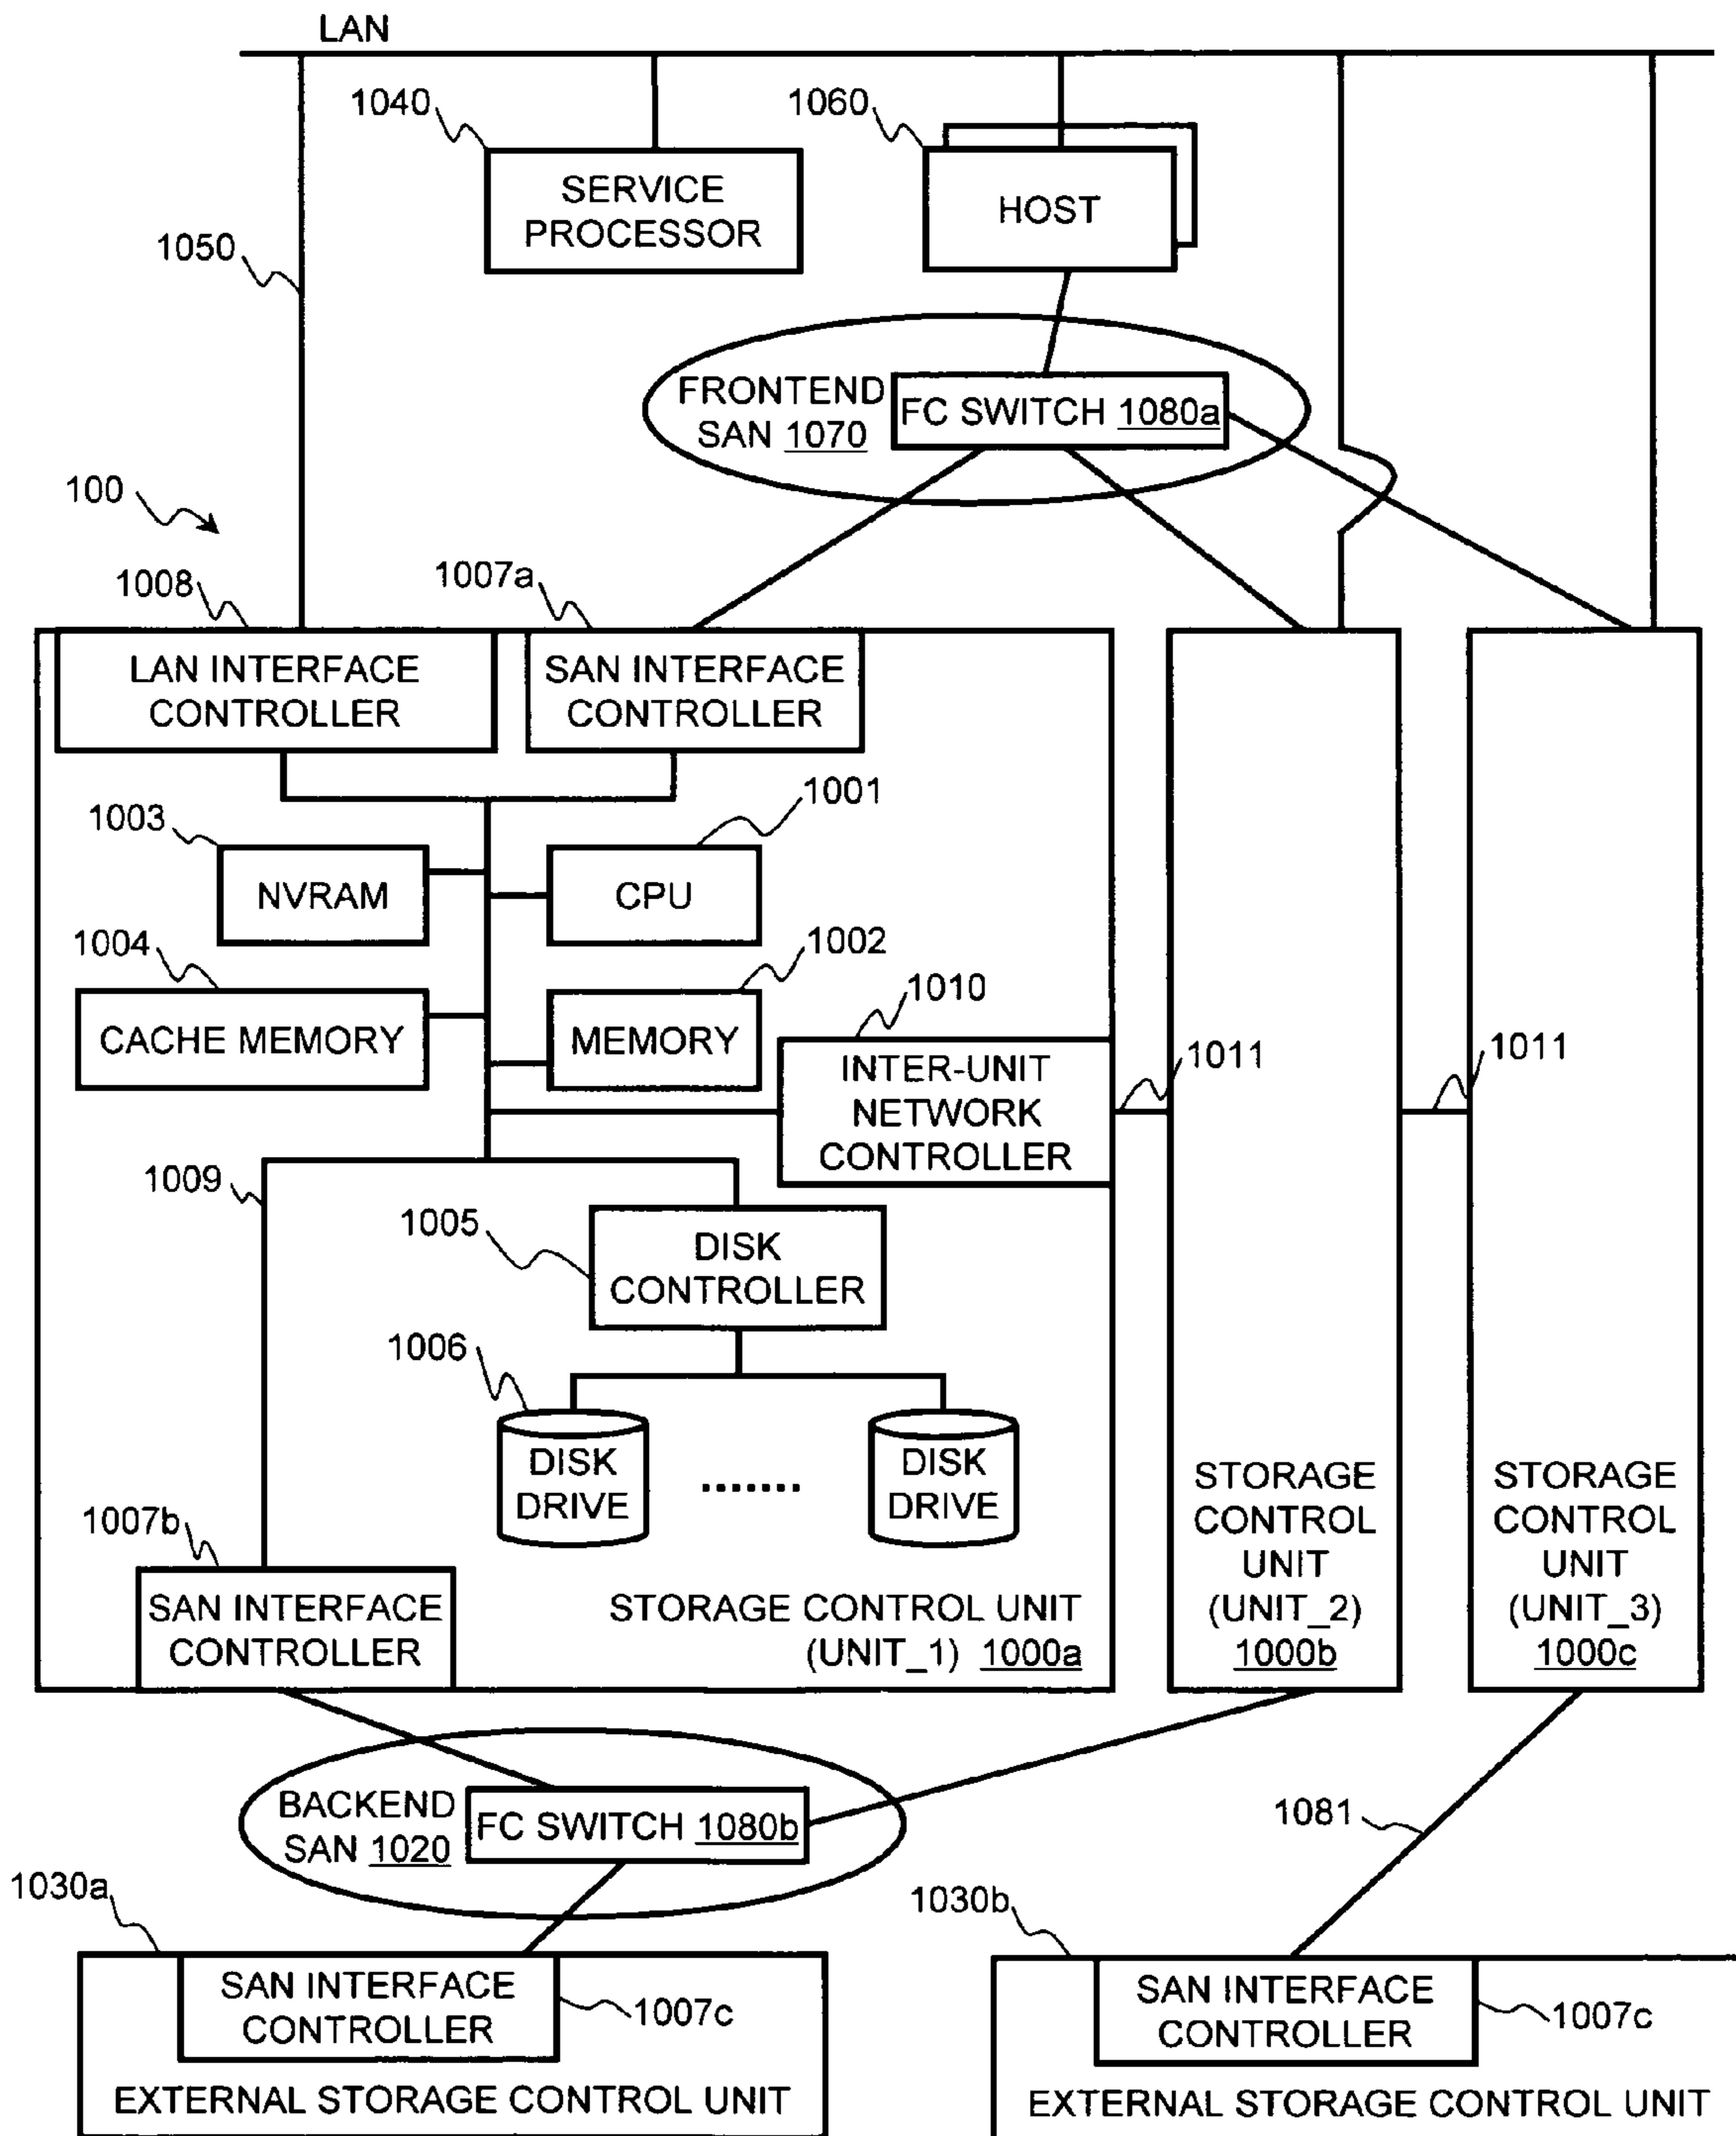 LAN
1040
1060
SERVICE
PROCESSOR
HOST
1050
FRONTEND
SAN 1070
FC SWITCH 1080a
100
1008
1007a
LAN INTERFACE
CONTROLLER
SAN INTERFACE
CONTROLLER
1003
1001
NVRAM
CPU
1004
1002
CACHE MEMORY
MEMORY
1010
INTER-UNIT
NETWORK
CONTROLLER
1011
1011
1009
1005
DISK
CONTROLLER
1006
DISK
DRIVE
.......
DISK
DRIVE
1007b
SAN INTERFACE
CONTROLLER
STORAGE CONTROL UNIT
(UNIT_1) 1000a
STORAGE
CONTROL
UNIT
(UNIT_2)
1000b
STORAGE
CONTROL
UNIT
(UNIT_3)
1000c
BACKEND
SAN 1020
FC SWITCH 1080b
1081
1030a
SAN INTERFACE
CONTROLLER
1007c
EXTERNAL STORAGE CONTROL UNIT
1030b
SAN INTERFACE
CONTROLLER
1007c
EXTERNAL STORAGE CONTROL UNIT